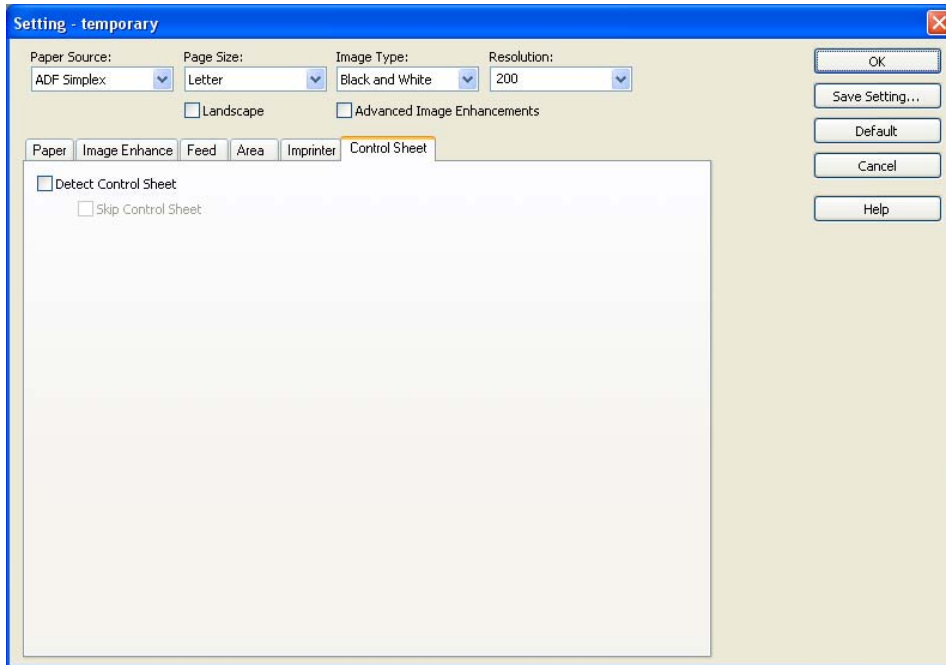 Setting - temporary
Paper Source: Page Size: Image Type: Resolution:
ADF Simplex Letter Black and White 200
Landscape Advanced Image Enhancements
Paper Image Enhance Feed Area Imprinter Control Sheet
Detect Control Sheet
Skip Control Sheet
OK
Save Setting...
Default
Cancel
Help